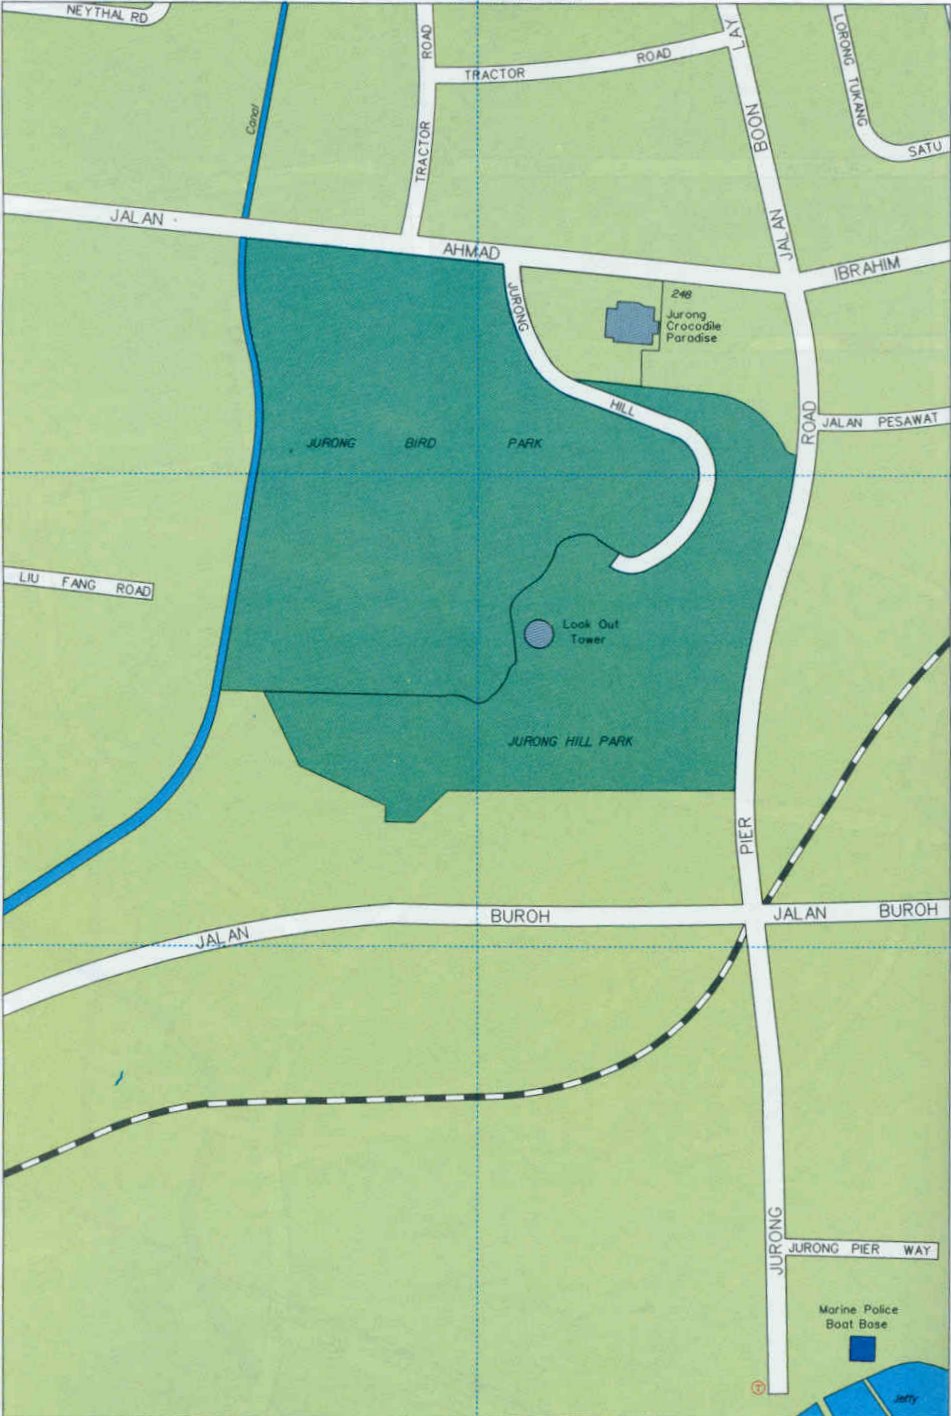 NEYTHAL RD
Canal
TRACTOR ROAD
TRACTOR ROAD
JALAN BOON LAY
LORONG TUKANG SATU
JALAN AHMAD IBRAHIM
JURONG HILL
248
Jurong
Crocodile
Paradise
JURONG BIRD PARK
JALAN PESAWAT
LIU FANG ROAD
Look Out
Tower
JURONG HILL PARK
JURONG PIER ROAD
JALAN BUROH
JALAN BUROH
JURONG PIER WAY
Marine Police
Boat Base
T
Jetty